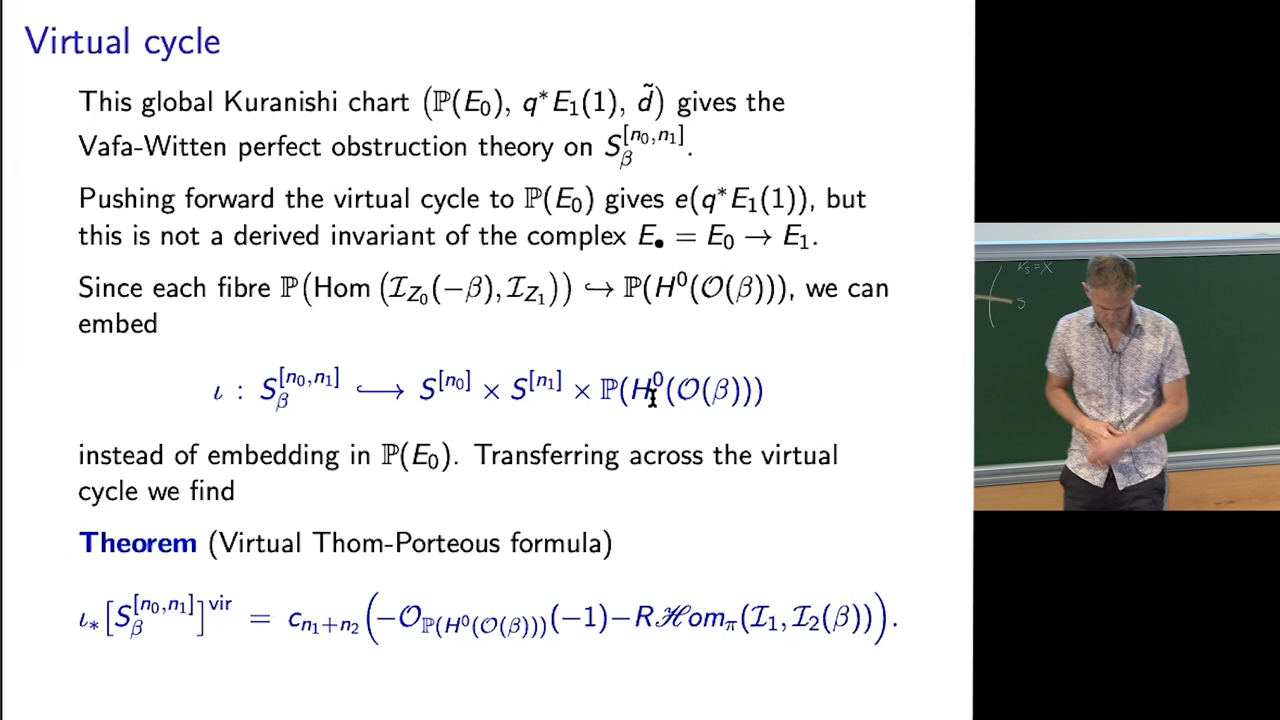 Virtual cycle
This global Kuranishi chart (ℙ(E₀), q*E₁(1), d̃) gives the
Vafa-Witten perfect obstruction theory on S_β^{[n₀,n₁]}.
Pushing forward the virtual cycle to ℙ(E₀) gives e(q*E₁(1)), but
this is not a derived invariant of the complex E_• = E₀ → E₁.
Since each fibre ℙ(Hom (ℐ_{Z₀}(−β), ℐ_{Z₁})) ↪ ℙ(H⁰(𝒪(β))), we can
embed
ι : S_β^{[n₀,n₁]} ↪ S^{[n₀]} × S^{[n₁]} × ℙ(H⁰(𝒪(β)))
instead of embedding in ℙ(E₀). Transferring across the virtual
cycle we find
Theorem (Virtual Thom-Porteous formula)
ι_*[S_β^{[n₀,n₁]}]^{vir} = c_{n₁+n₂}(−𝒪_{ℙ(H⁰(𝒪(β)))}(−1)−Rℋom_π(ℐ₁, ℐ₂(β))).
K_S = X
S